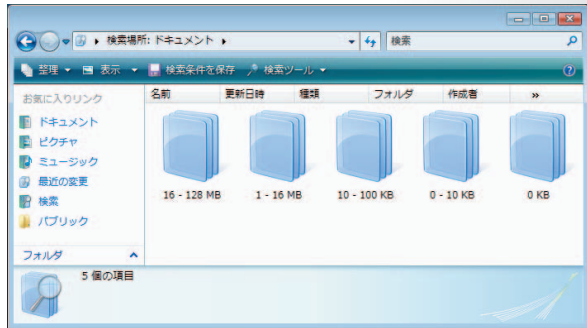 検索場所: ドキュメント
検索
整理 表示 検索条件を保存 検索ツール
お気に入りリンク
ドキュメント
ピクチャ
ミュージック
最近の変更
検索
パブリック
フォルダ
名前 更新日時 種類 フォルダ 作成者 »
16 - 128 MB 1 - 16 MB 10 - 100 KB 0 - 10 KB 0 KB
5 個の項目